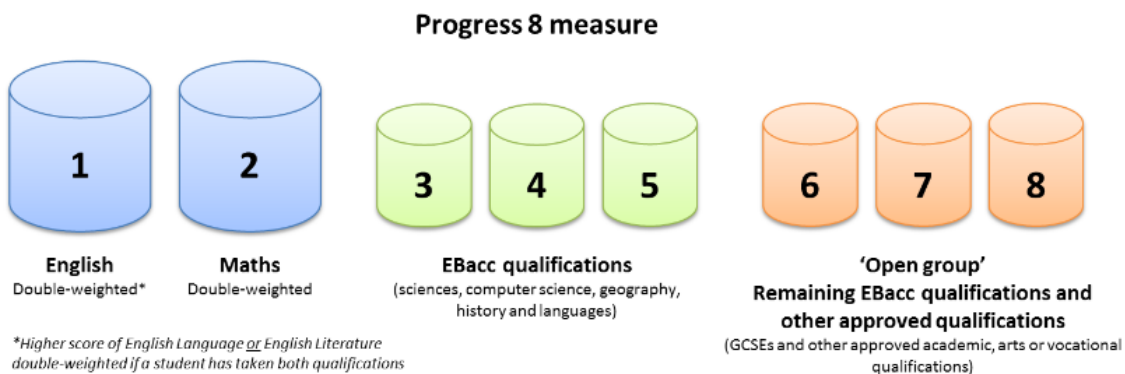 Progress 8 measure
1
2
3
4
5
6
7
8
English
Double-weighted*
Maths
Double-weighted
EBacc qualifications
(sciences, computer science, geography,
history and languages)
‘Open group’
Remaining EBacc qualifications and
other approved qualifications
(GCSEs and other approved academic, arts or vocational
qualifications)
*Higher score of English Language or English Literature
double-weighted if a student has taken both qualifications